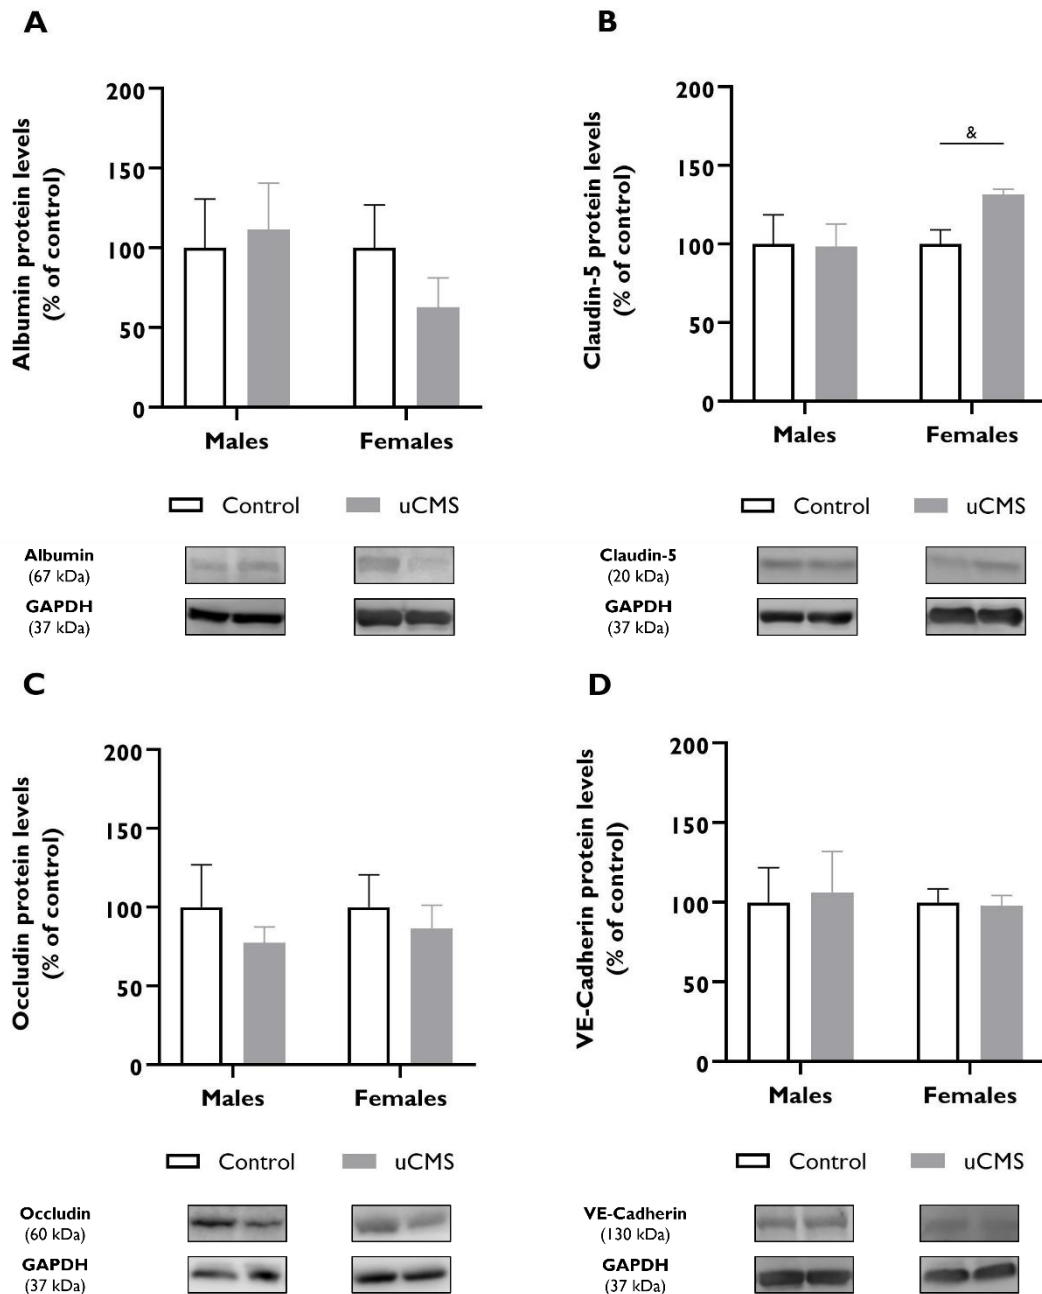 A
Albumin protein levels
(% of control)
200
150
100
50
0
Males
Females
Control
uCMS
Albumin
(67 kDa)
GAPDH
(37 kDa)
B
Claudin-5 protein levels
(% of control)
200
150
100
50
0
&
Males
Females
Control
uCMS
Claudin-5
(20 kDa)
GAPDH
(37 kDa)
C
Occludin protein levels
(% of control)
200
150
100
50
0
Males
Females
Control
uCMS
Occludin
(60 kDa)
GAPDH
(37 kDa)
D
VE-Cadherin protein levels
(% of control)
200
150
100
50
0
Males
Females
Control
uCMS
VE-Cadherin
(130 kDa)
GAPDH
(37 kDa)